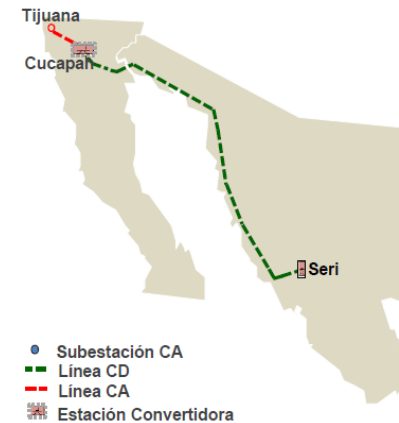 Tijuana
Cucapah
Seri
Subestación CA
Línea CD
Línea CA
Estación Convertidora